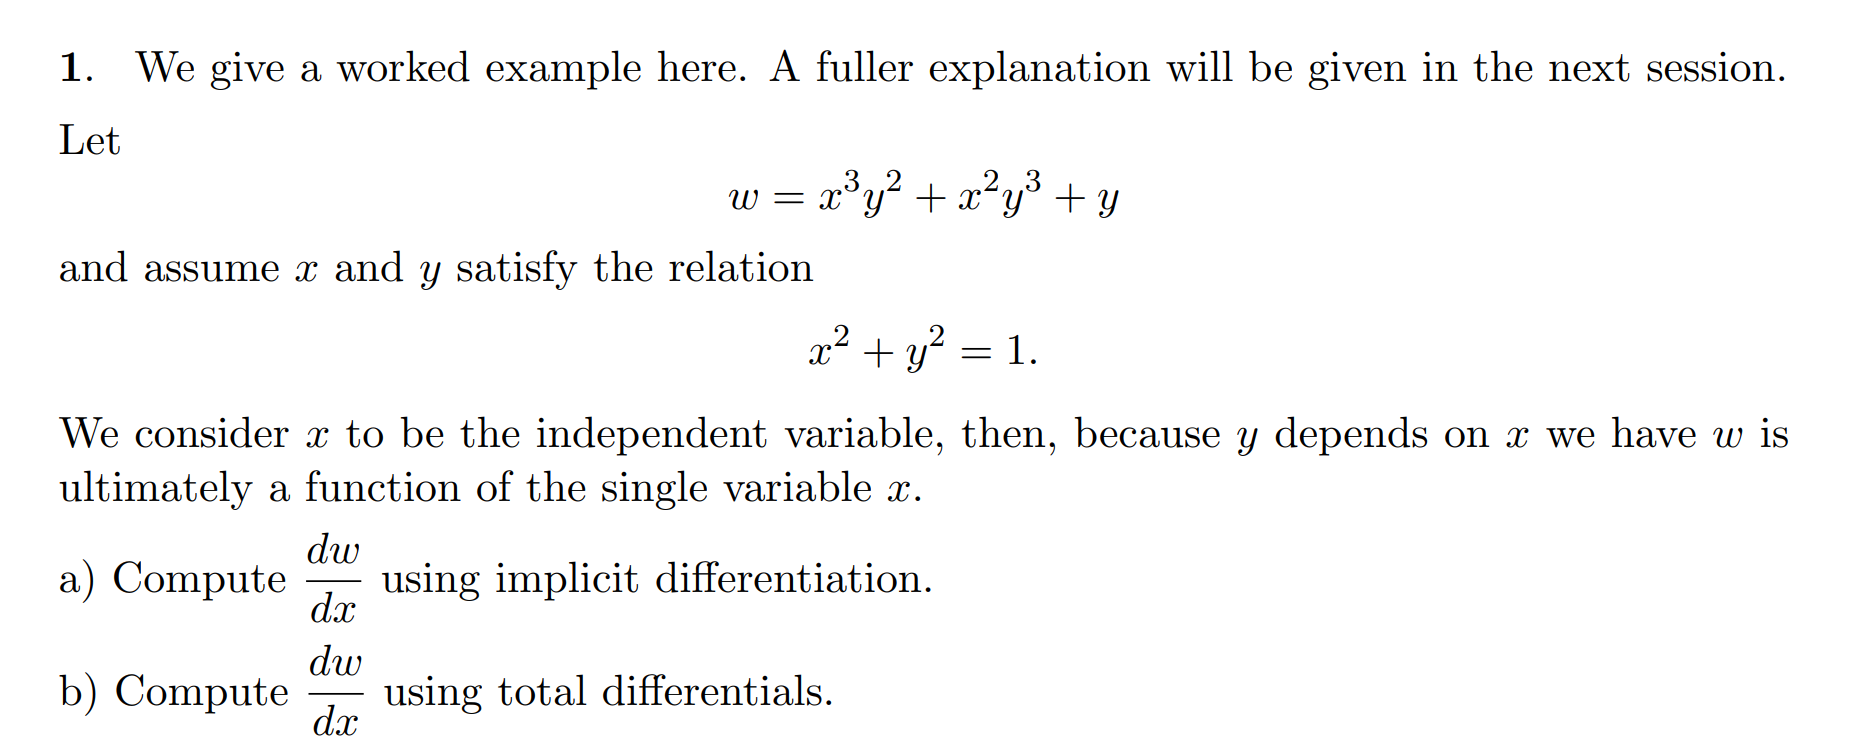 1. We give a worked example here. A fuller explanation will be given in the next session.
Let
w = x³y² + x²y³ + y
and assume x and y satisfy the relation
x² + y² = 1.
We consider x to be the independent variable, then, because y depends on x we have w is
ultimately a function of the single variable x.
a) Compute dw/dx using implicit differentiation.
b) Compute dw/dx using total differentials.